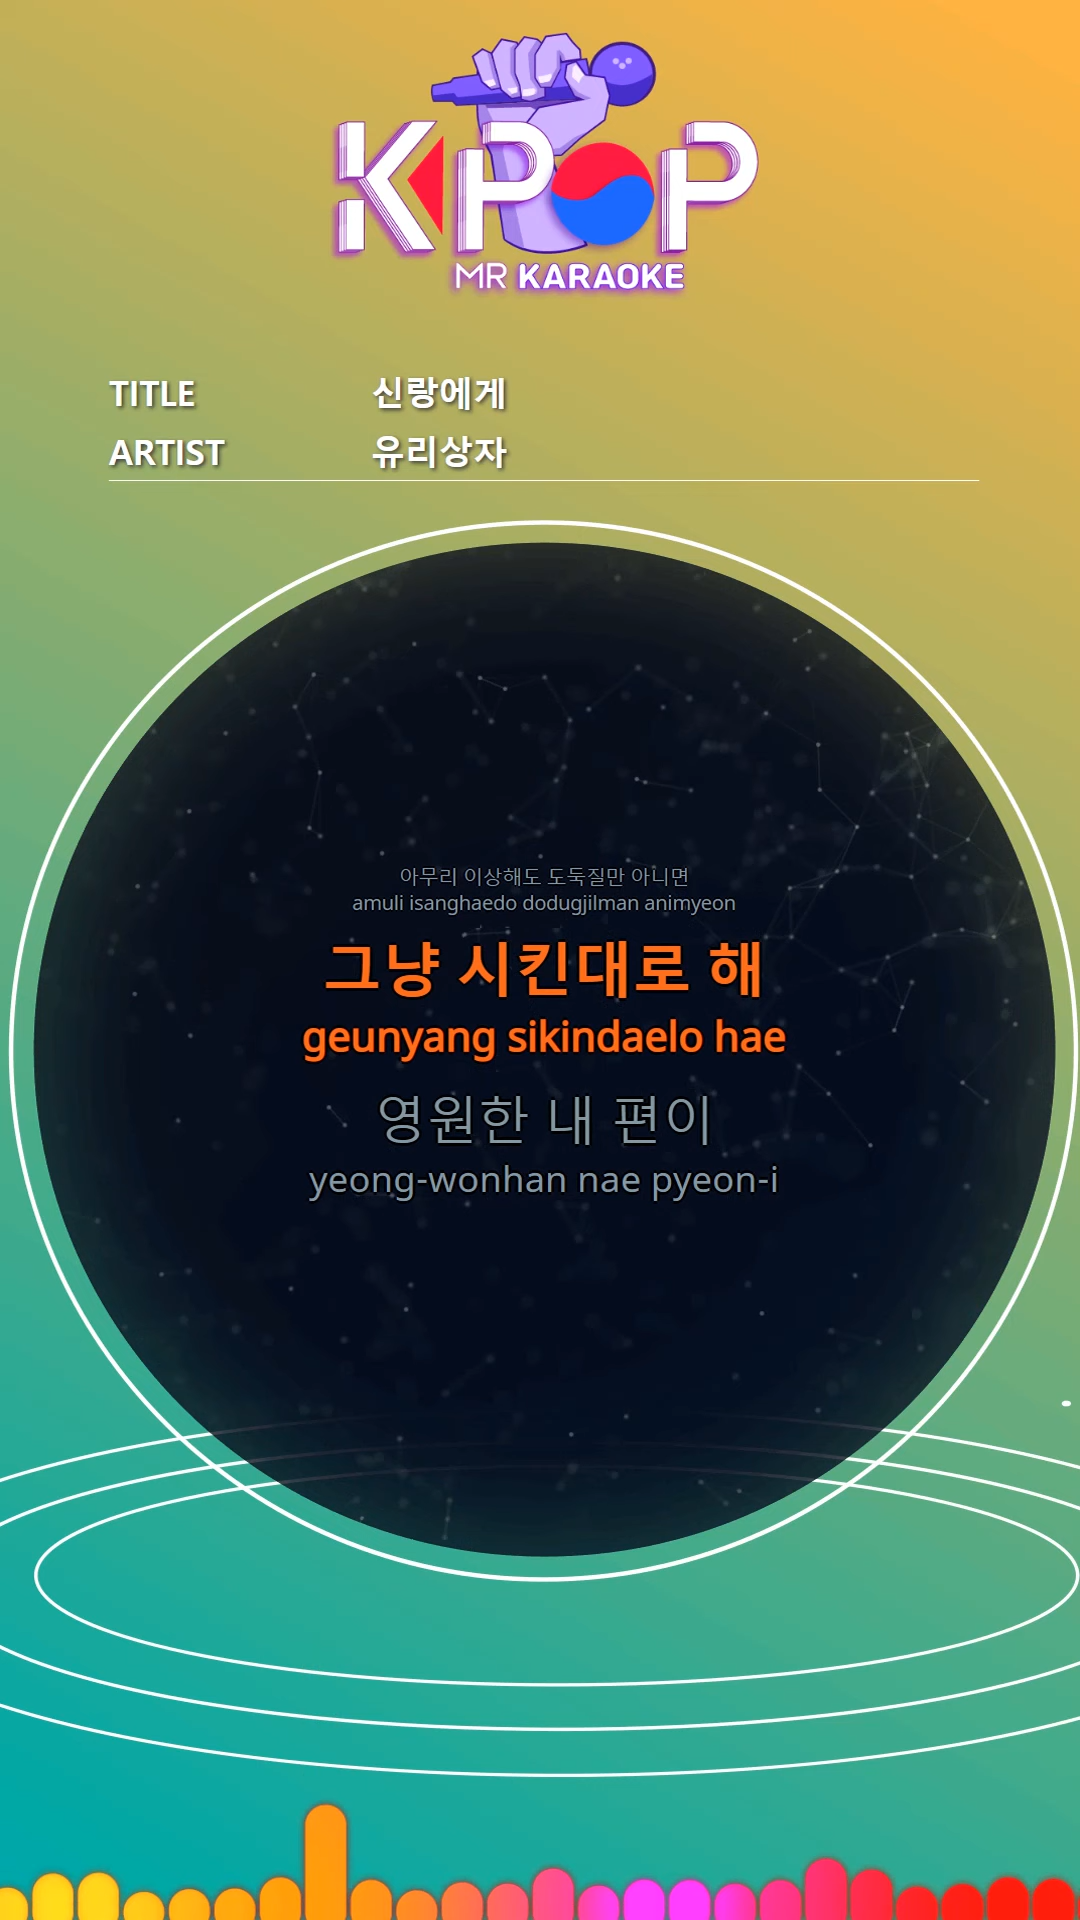 KPOP
MR KARAOKE
TITLE 신랑에게
ARTIST 유리상자
아무리 이상해도 도둑질만 아니면
amuli isanghaedo dodugjilman animyeon
그냥 시킨대로 해
geunyang sikindaelo hae
영원한 내 편이
yeong-wonhan nae pyeon-i